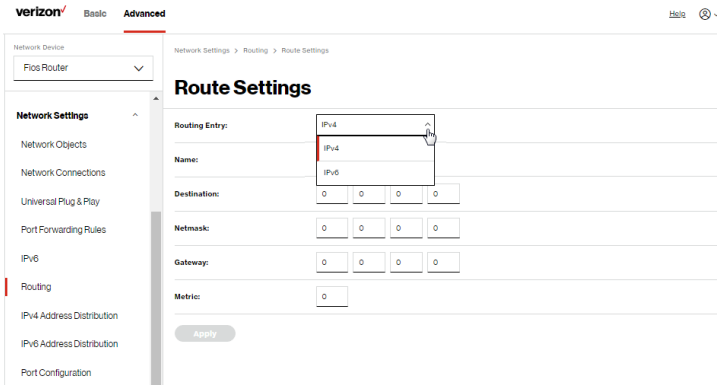 verizon✓ Basic Advanced Help
Network Device
Fios Router
Network Settings > Routing > Route Settings
Route Settings
Network Settings
Network Objects
Network Connections
Universal Plug & Play
Port Forwarding Rules
IPv6
Routing
IPv4 Address Distribution
IPv6 Address Distribution
Port Configuration
Routing Entry: IPv4
IPv4
IPv6
Name:
Destination: 0 0 0 0
Netmask: 0 0 0 0
Gateway: 0 0 0 0
Metric: 0
Apply